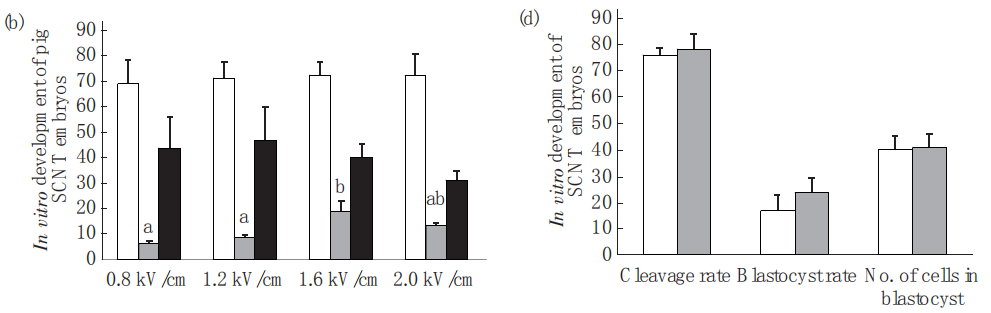 (b)
In vitro development of pig
SCNT embryos
90
80
70
60
50
40
30
20
10
0
a
a
b
ab
0.8 kV/cm
1.2 kV/cm
1.6 kV/cm
2.0 kV/cm
(d)
In vitro development of
SCNT embryos
90
80
70
60
50
40
30
20
10
0
Cleavage rate
Blastocyst rate
No. of cells in
blastocyst